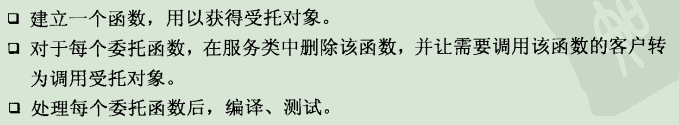 建立一个函数，用以获得受托对象。
对于每个委托函数，在服务类中删除该函数，并让需要调用该函数的客户转
为调用受托对象。
处理每个委托函数后，编译、测试。